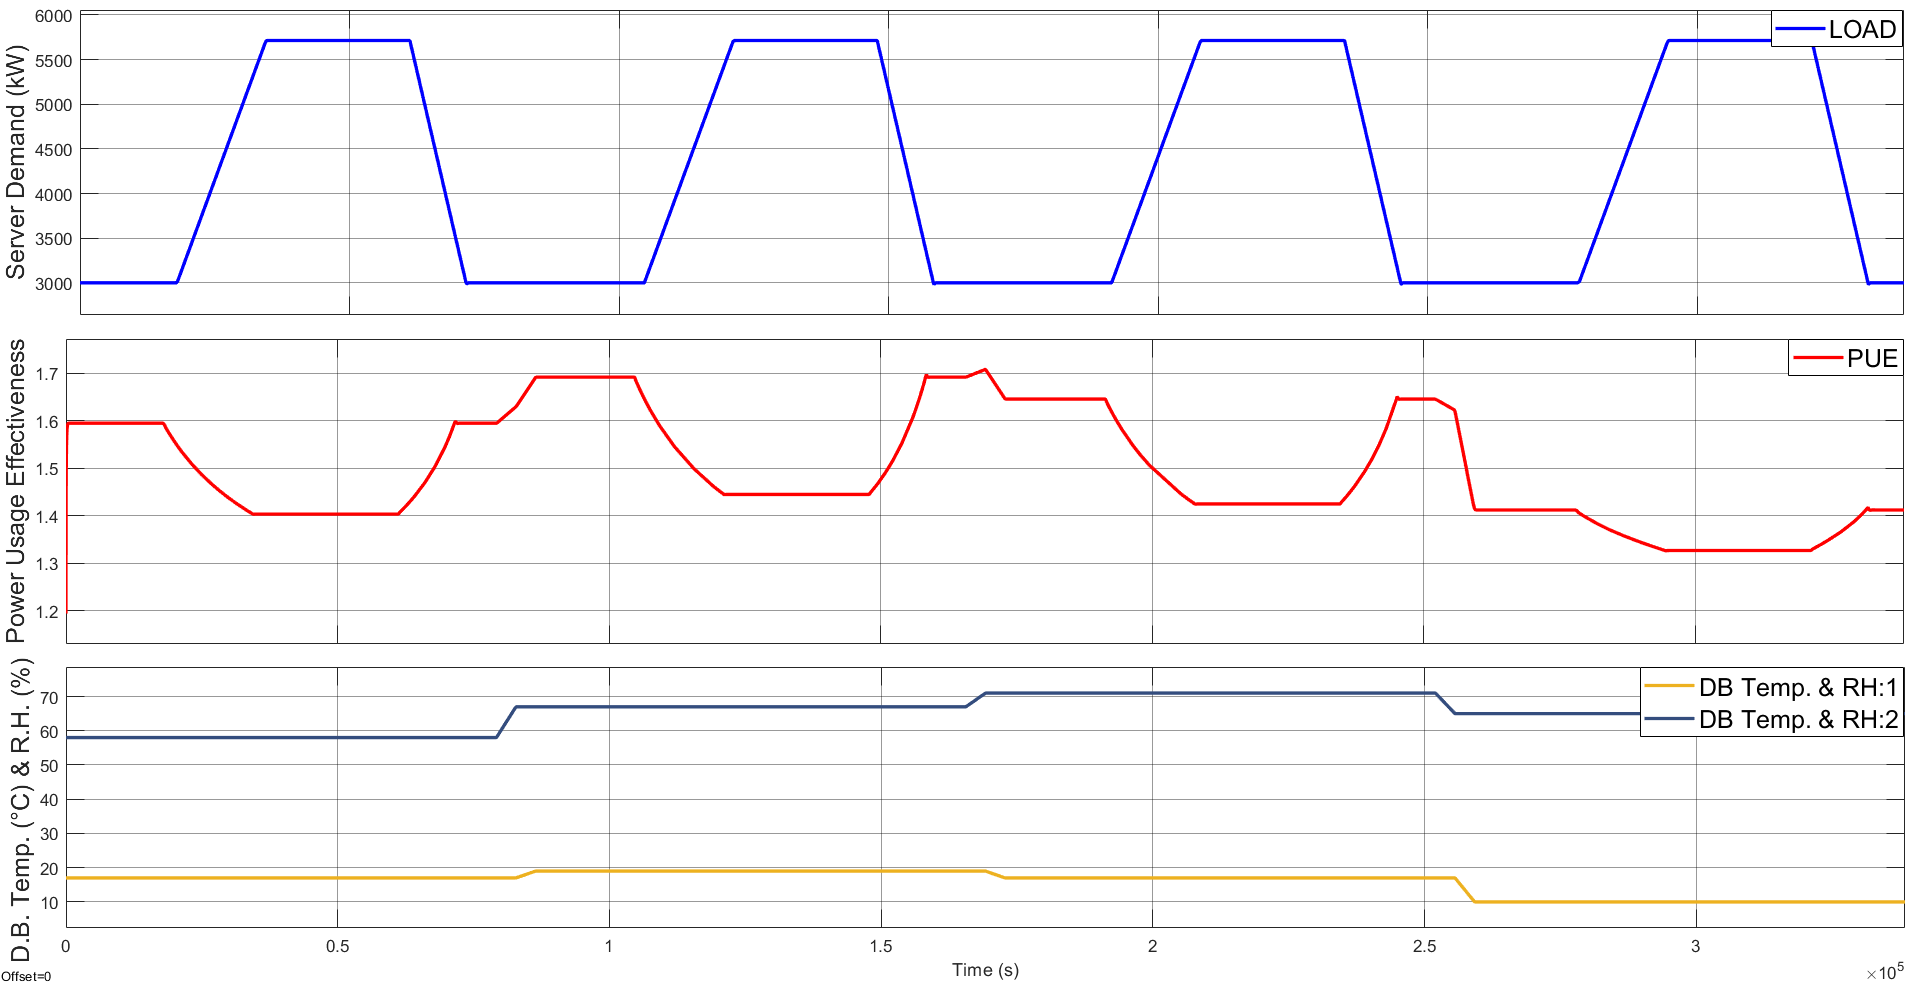 Server Demand (kW)
6000
5500
5000
4500
4000
3500
3000
LOAD
Power Usage Effectiveness
1.7
1.6
1.5
1.4
1.3
1.2
PUE
D.B. Temp. (°C) & R.H. (%)
70
60
50
40
30
20
10
DB Temp. & RH:1
DB Temp. & RH:2
0 0.5 1 1.5 2 2.5 3
Time (s)
×10⁵
Offset=0